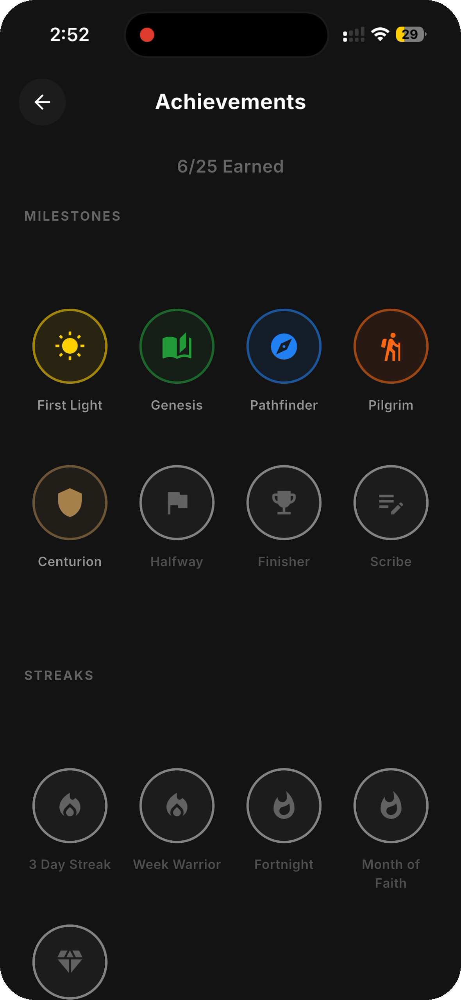 2:52
29
Achievements
6/25 Earned
MILESTONES
First Light
Genesis
Pathfinder
Pilgrim
Centurion
Halfway
Finisher
Scribe
STREAKS
3 Day Streak
Week Warrior
Fortnight
Month of
Faith